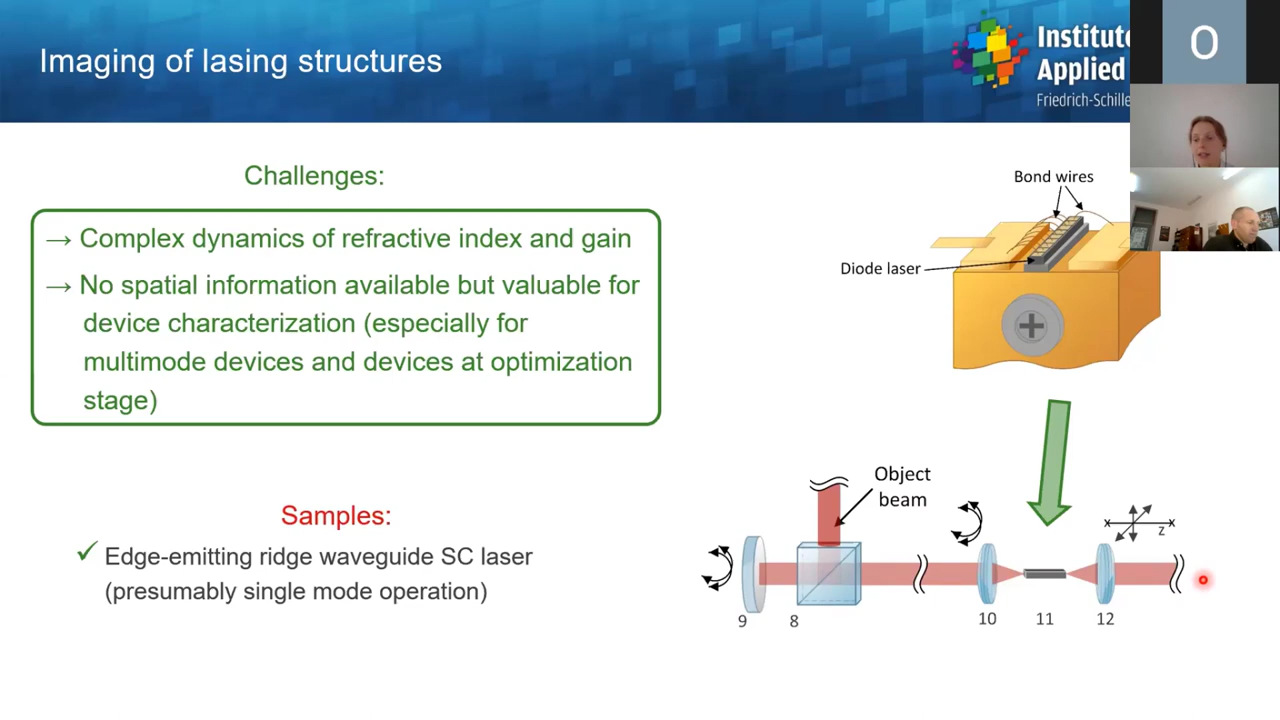 Imaging of lasing structures
Institute
Applied
Friedrich-Schille
O
Challenges:
→ Complex dynamics of refractive index and gain
→ No spatial information available but valuable for
device characterization (especially for
multimode devices and devices at optimization
stage)
Samples:
✓ Edge-emitting ridge waveguide SC laser
(presumably single mode operation)
Bond wires
Diode laser
Object
beam
z
9
8
10
11
12